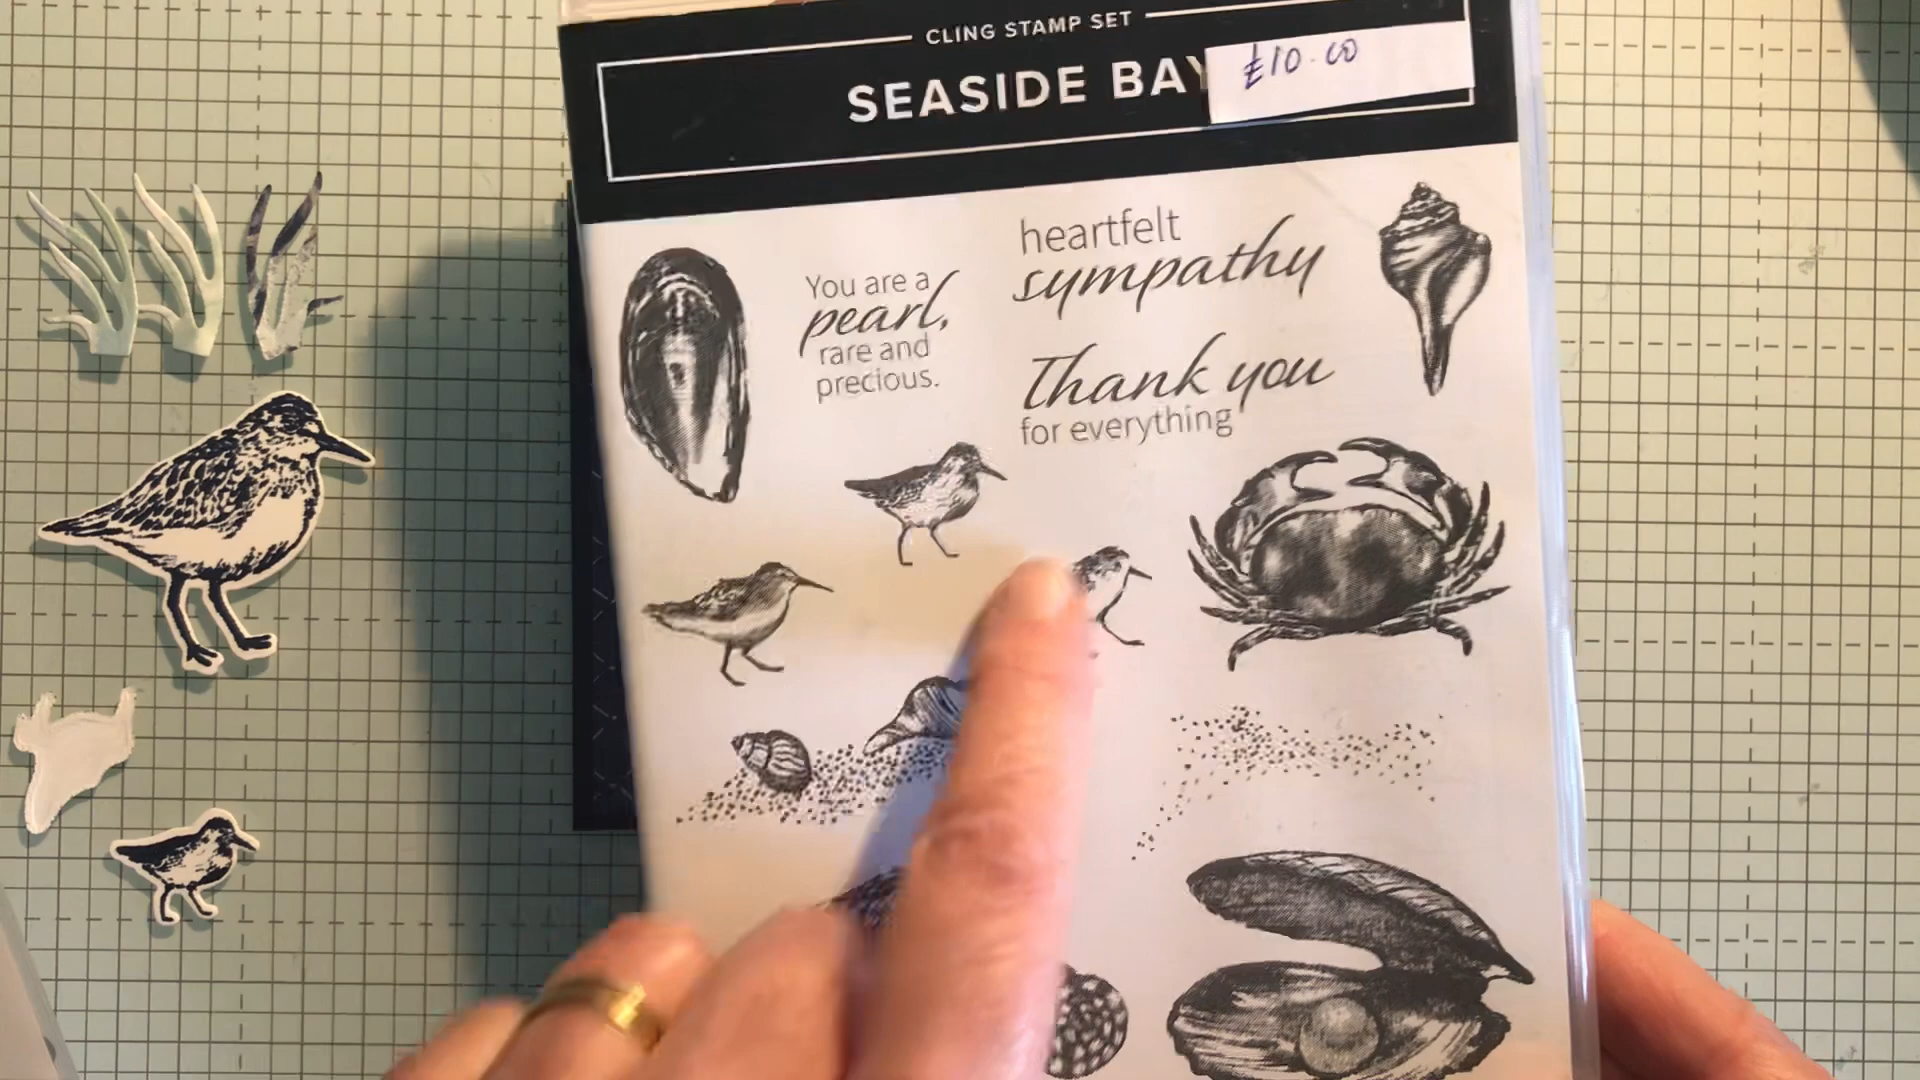 CLING STAMP SET
SEASIDE BAY
£10.00
heartfelt
sympathy
You are a
pearl,
rare and
precious.
Thank you
for everything